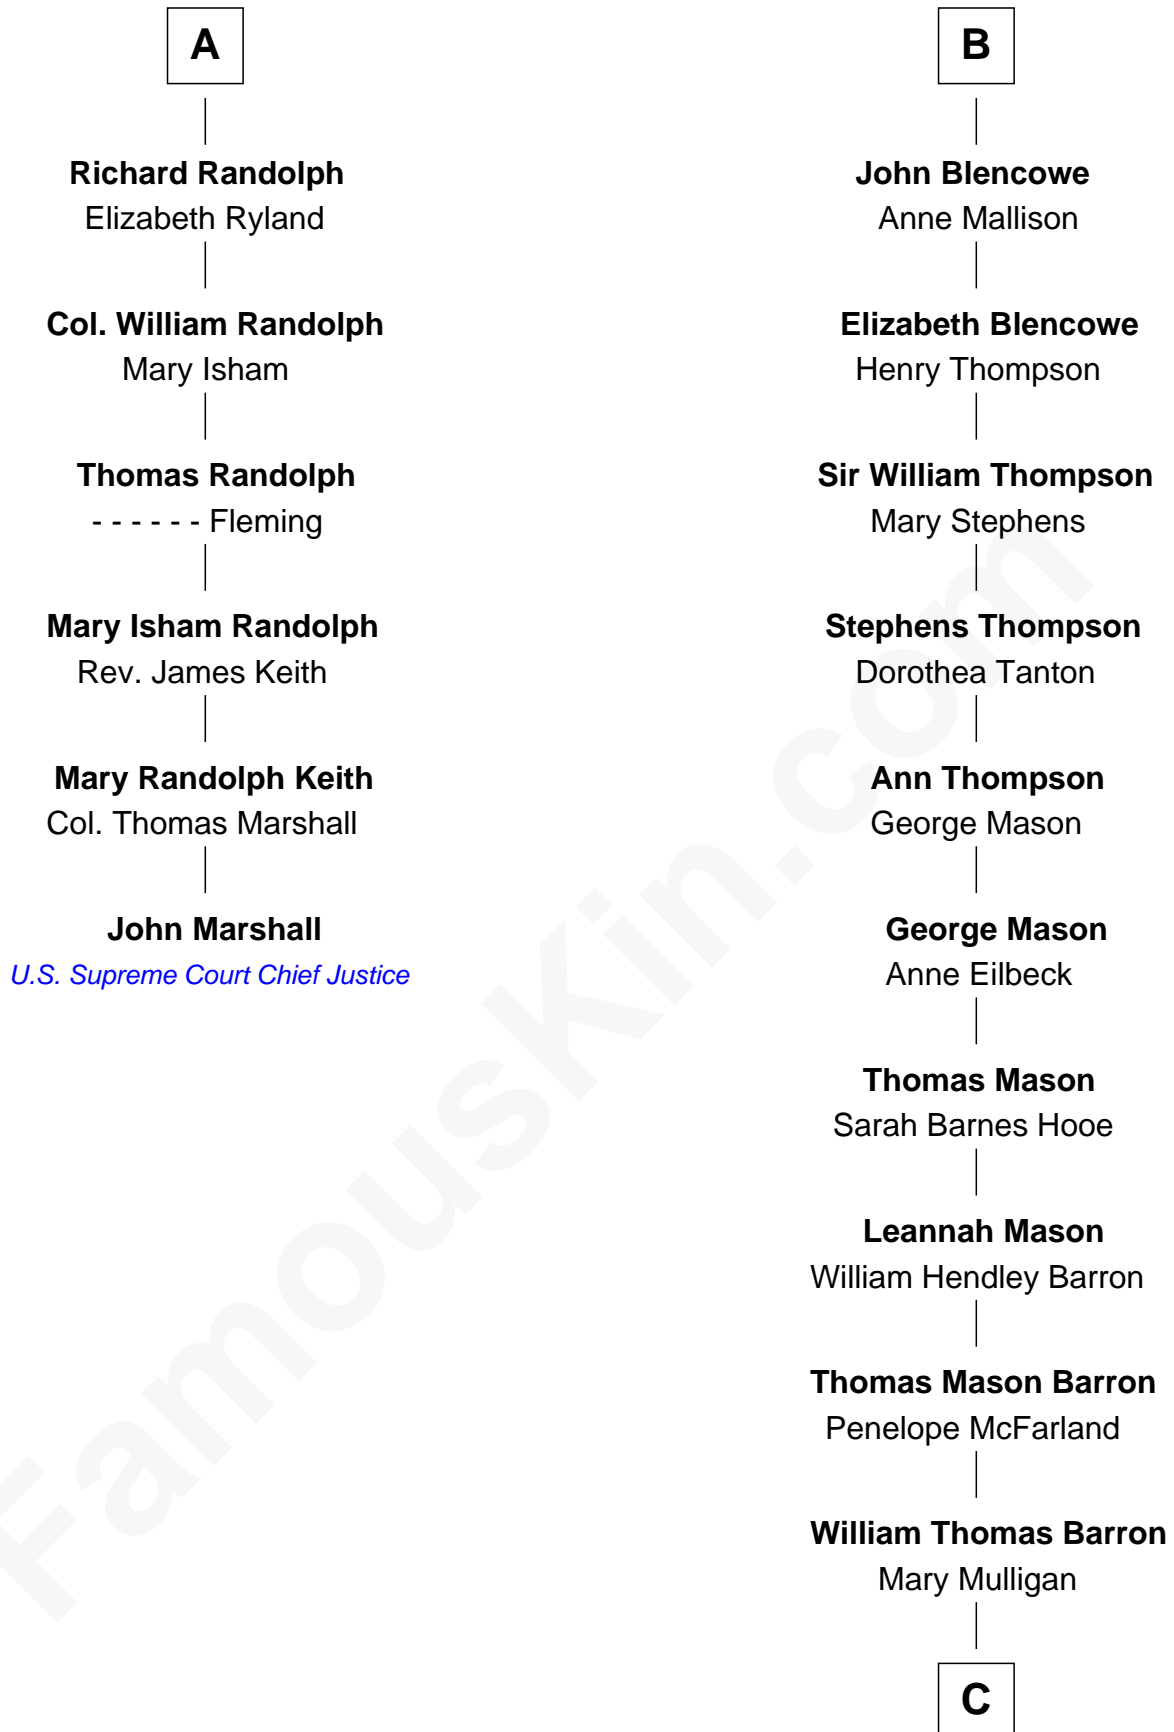 A
Richard Randolph
Elizabeth Ryland
Col. William Randolph
Mary Isham
Thomas Randolph
- - - - - - Fleming
Mary Isham Randolph
Rev. James Keith
Mary Randolph Keith
Col. Thomas Marshall
John Marshall
U.S. Supreme Court Chief Justice
B
John Blencowe
Anne Mallison
Elizabeth Blencowe
Henry Thompson
Sir William Thompson
Mary Stephens
Stephens Thompson
Dorothea Tanton
Ann Thompson
George Mason
George Mason
Anne Eilbeck
Thomas Mason
Sarah Barnes Hooe
Leannah Mason
William Hendley Barron
Thomas Mason Barron
Penelope McFarland
William Thomas Barron
Mary Mulligan
C
FamousKin.com